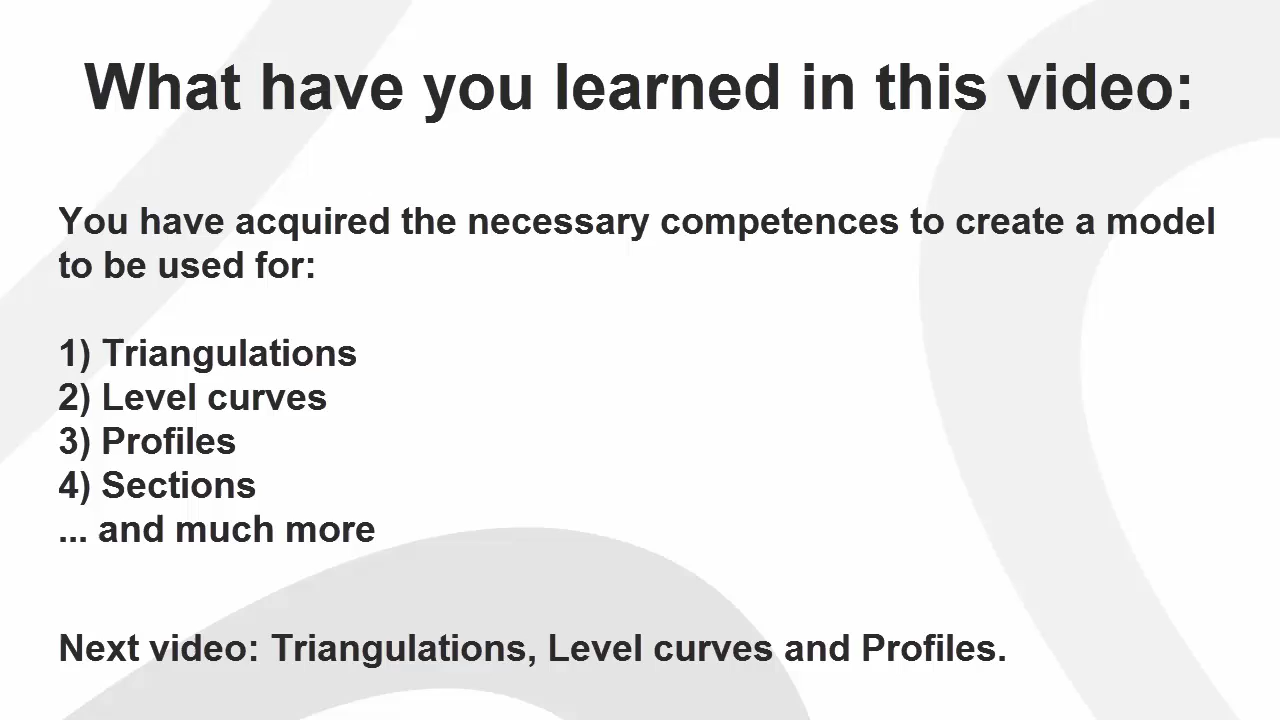 What have you learned in this video:
You have acquired the necessary competences to create a model
to be used for:
1) Triangulations
2) Level curves
3) Profiles
4) Sections
... and much more
Next video: Triangulations, Level curves and Profiles.